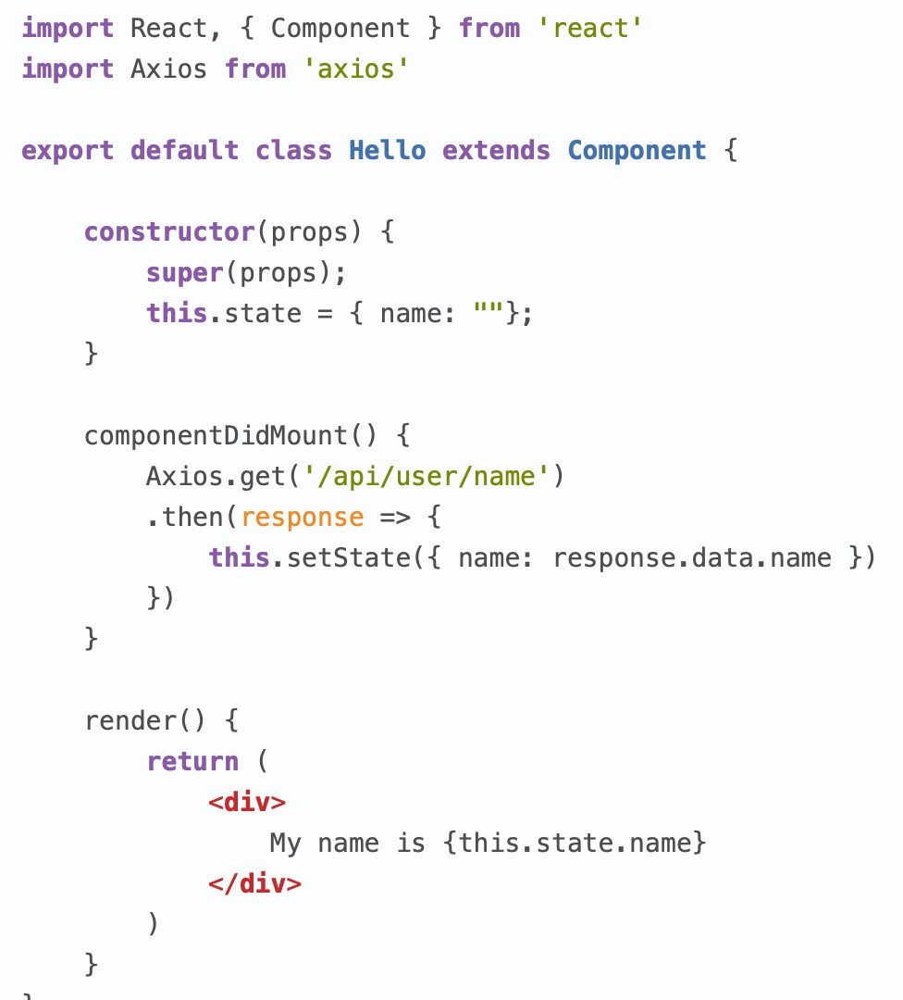 import React, { Component } from 'react'
import Axios from 'axios'

export default class Hello extends Component {

    constructor(props) {
        super(props);
        this.state = { name: ""};
    }

    componentDidMount() {
        Axios.get('/api/user/name')
        .then(response => {
            this.setState({ name: response.data.name })
        })
    }

    render() {
        return (
            <div>
                My name is {this.state.name}
            </div>
        )
    }
}